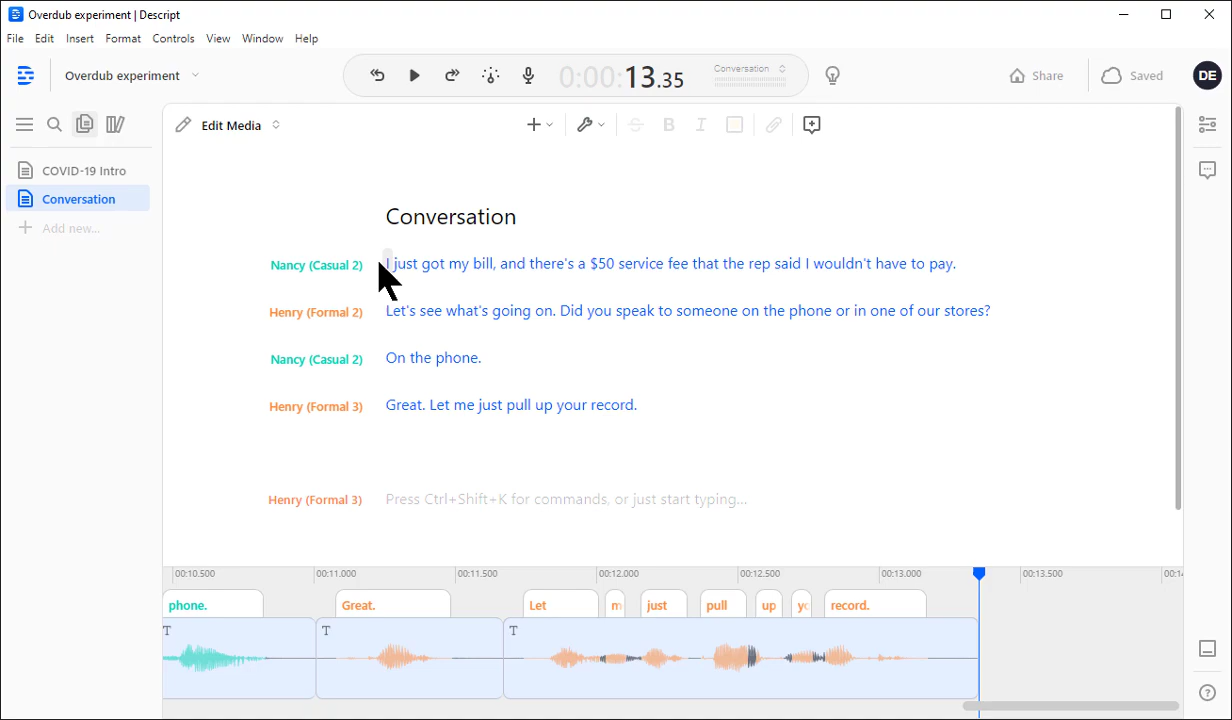 Overdub experiment | Descript
File Edit Insert Format Controls View Window Help
Overdub experiment
0:00:13.35
Conversation
Share
Saved
DE
Edit Media
B I
COVID-19 Intro
Conversation
Add new...
Conversation
Nancy (Casual 2) I just got my bill, and there's a $50 service fee that the rep said I wouldn't have to pay.
Henry (Formal 2) Let's see what's going on. Did you speak to someone on the phone or in one of our stores?
Nancy (Casual 2) On the phone.
Henry (Formal 3) Great. Let me just pull up your record.
Henry (Formal 3) Press Ctrl+Shift+K for commands, or just start typing...
00:10.500 00:11.000 00:11.500 00:12.000 00:12.500 00:13.000 00:13.500
phone. Great. Let m just pull up yo record.
T T T